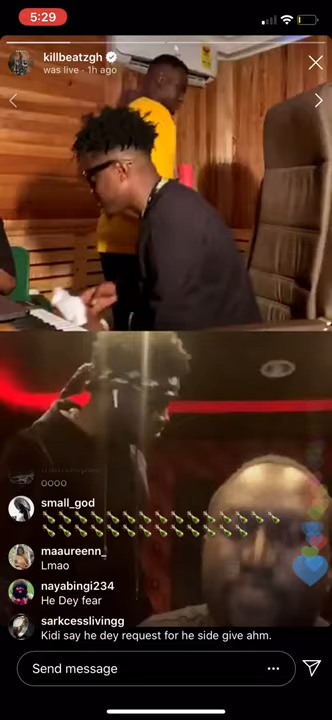 5:29
killbeatzgh
was live · 1h ago
oooo
small_god
maaureenn_
Lmao
nayabingi234
He Dey fear
sarkcesslivingg
Kidi say he dey request for he side give ahm.
Send message